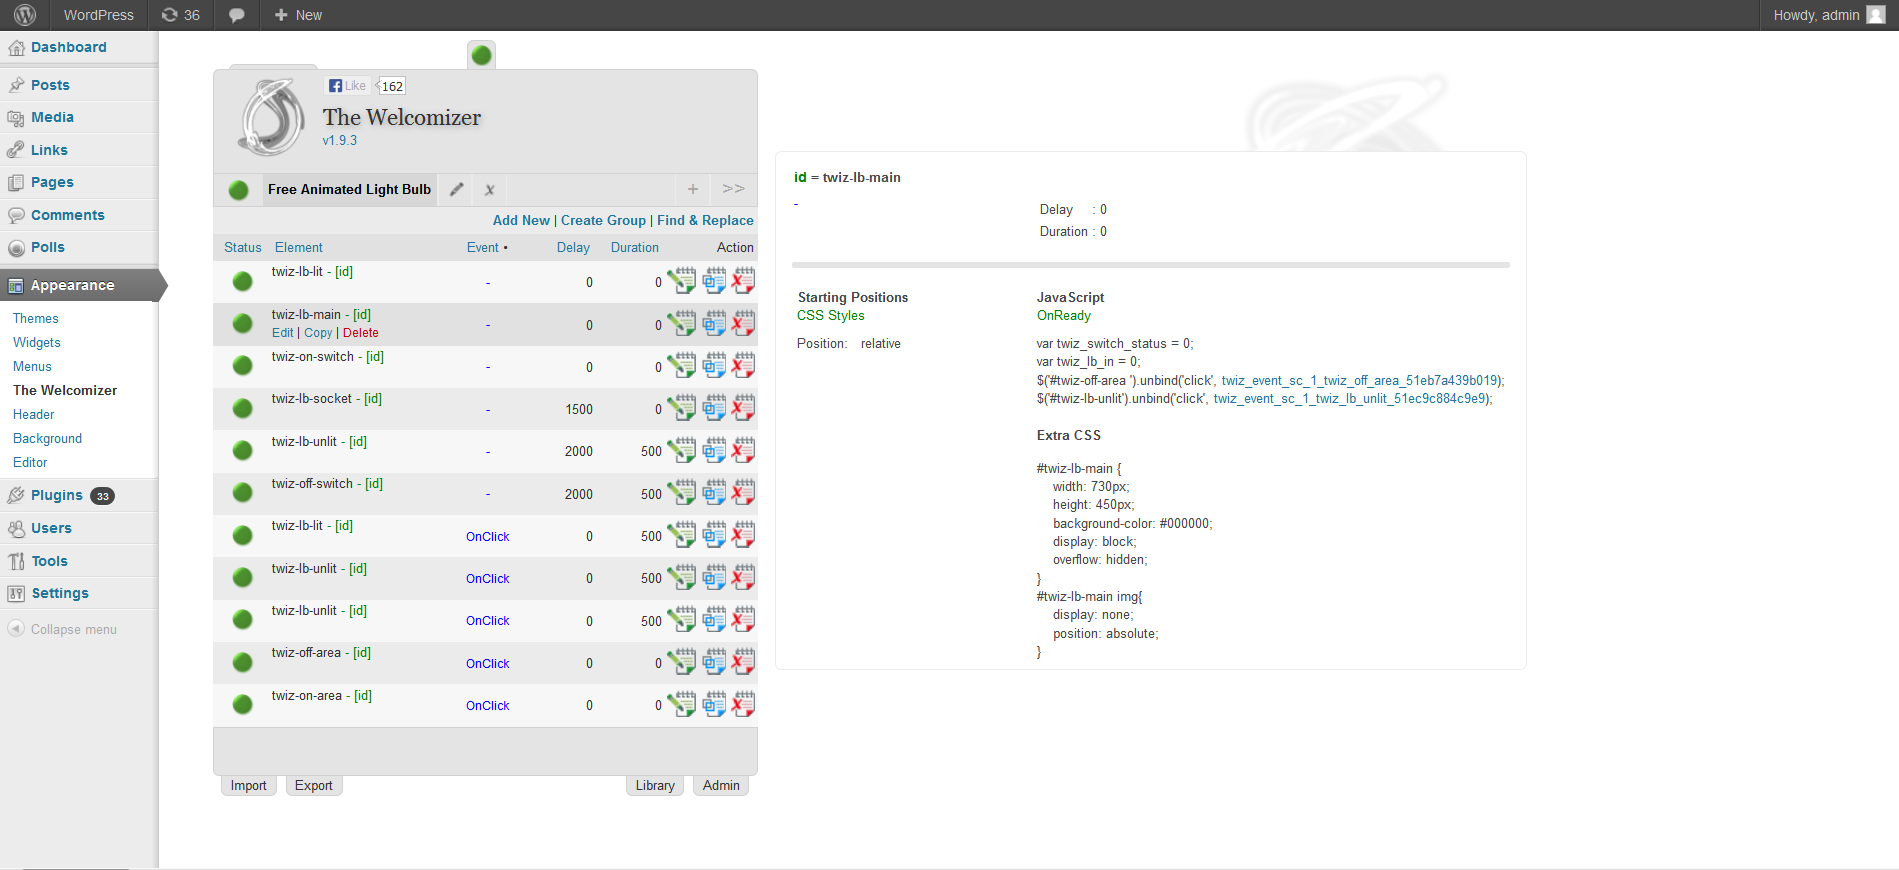 WordPress 36 New Howdy, admin
Dashboard
Posts
Media
Links
Pages
Comments
Polls
Appearance
Themes
Widgets
Menus
The Welcomizer
Header
Background
Editor
Plugins 33
Users
Tools
Settings
Collapse menu
Like 162
The Welcomizer
v1.9.3
Free Animated Light Bulb x + >>
Add New | Create Group | Find & Replace
Status Element Event • Delay Duration Action
twiz-lb-lit - [id] - 0 0
twiz-lb-main - [id] - 0 0
Edit | Copy | Delete
twiz-on-switch - [id] - 0 0
twiz-lb-socket - [id] - 1500 0
twiz-lb-unlit - [id] - 2000 500
twiz-off-switch - [id] - 2000 500
twiz-lb-lit - [id] OnClick 0 500
twiz-lb-unlit - [id] OnClick 0 500
twiz-lb-unlit - [id] OnClick 0 500
twiz-off-area - [id] OnClick 0 0
twiz-on-area - [id] OnClick 0 0
Import Export Library Admin
id = twiz-lb-main
-
Delay : 0
Duration : 0
Starting Positions
CSS Styles
Position: relative
JavaScript
OnReady
var twiz_switch_status = 0;
var twiz_lb_in = 0;
$('#twiz-off-area ').unbind('click', twiz_event_sc_1_twiz_off_area_51eb7a439b019);
$('#twiz-lb-unlit').unbind('click', twiz_event_sc_1_twiz_lb_unlit_51ec9c884c9e9);
Extra CSS
#twiz-lb-main {
width: 730px;
height: 450px;
background-color: #000000;
display: block;
overflow: hidden;
}
#twiz-lb-main img{
display: none;
position: absolute;
}